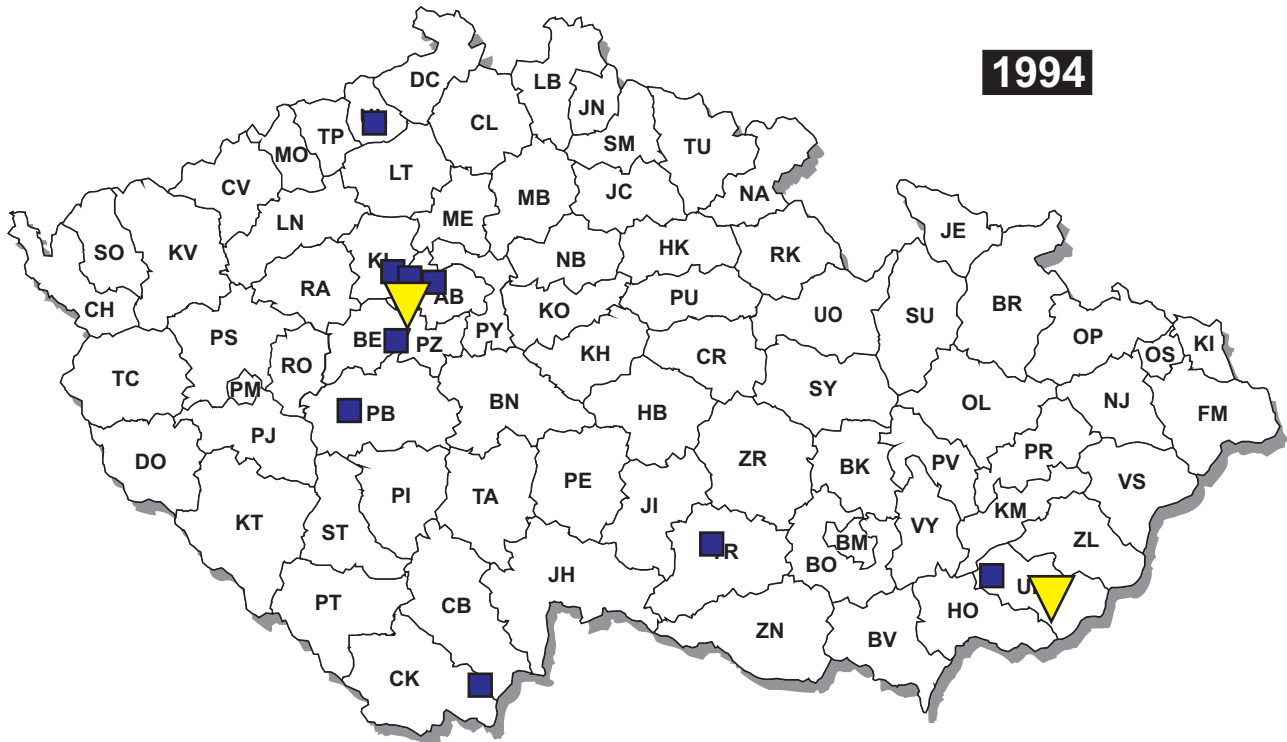 1994
DC
LB
JN
CL
TP
SM
TU
MO
LT
CV
MB
JC
NA
ME
LN
JE
SO
KV
NB
HK
RK
RA
AB
BR
CH
KO
PU
UO
SU
PS
BE
PZ
PY
KH
CR
OP
OS
KI
TC
RO
PM
PB
BN
HB
SY
OL
NJ
FM
PJ
DO
PR
PV
ZR
BK
VS
PE
PI
TA
JI
KT
ST
VY
KM
BM
BO
ZL
JH
PT
CB
HO
ZN
BV
CK